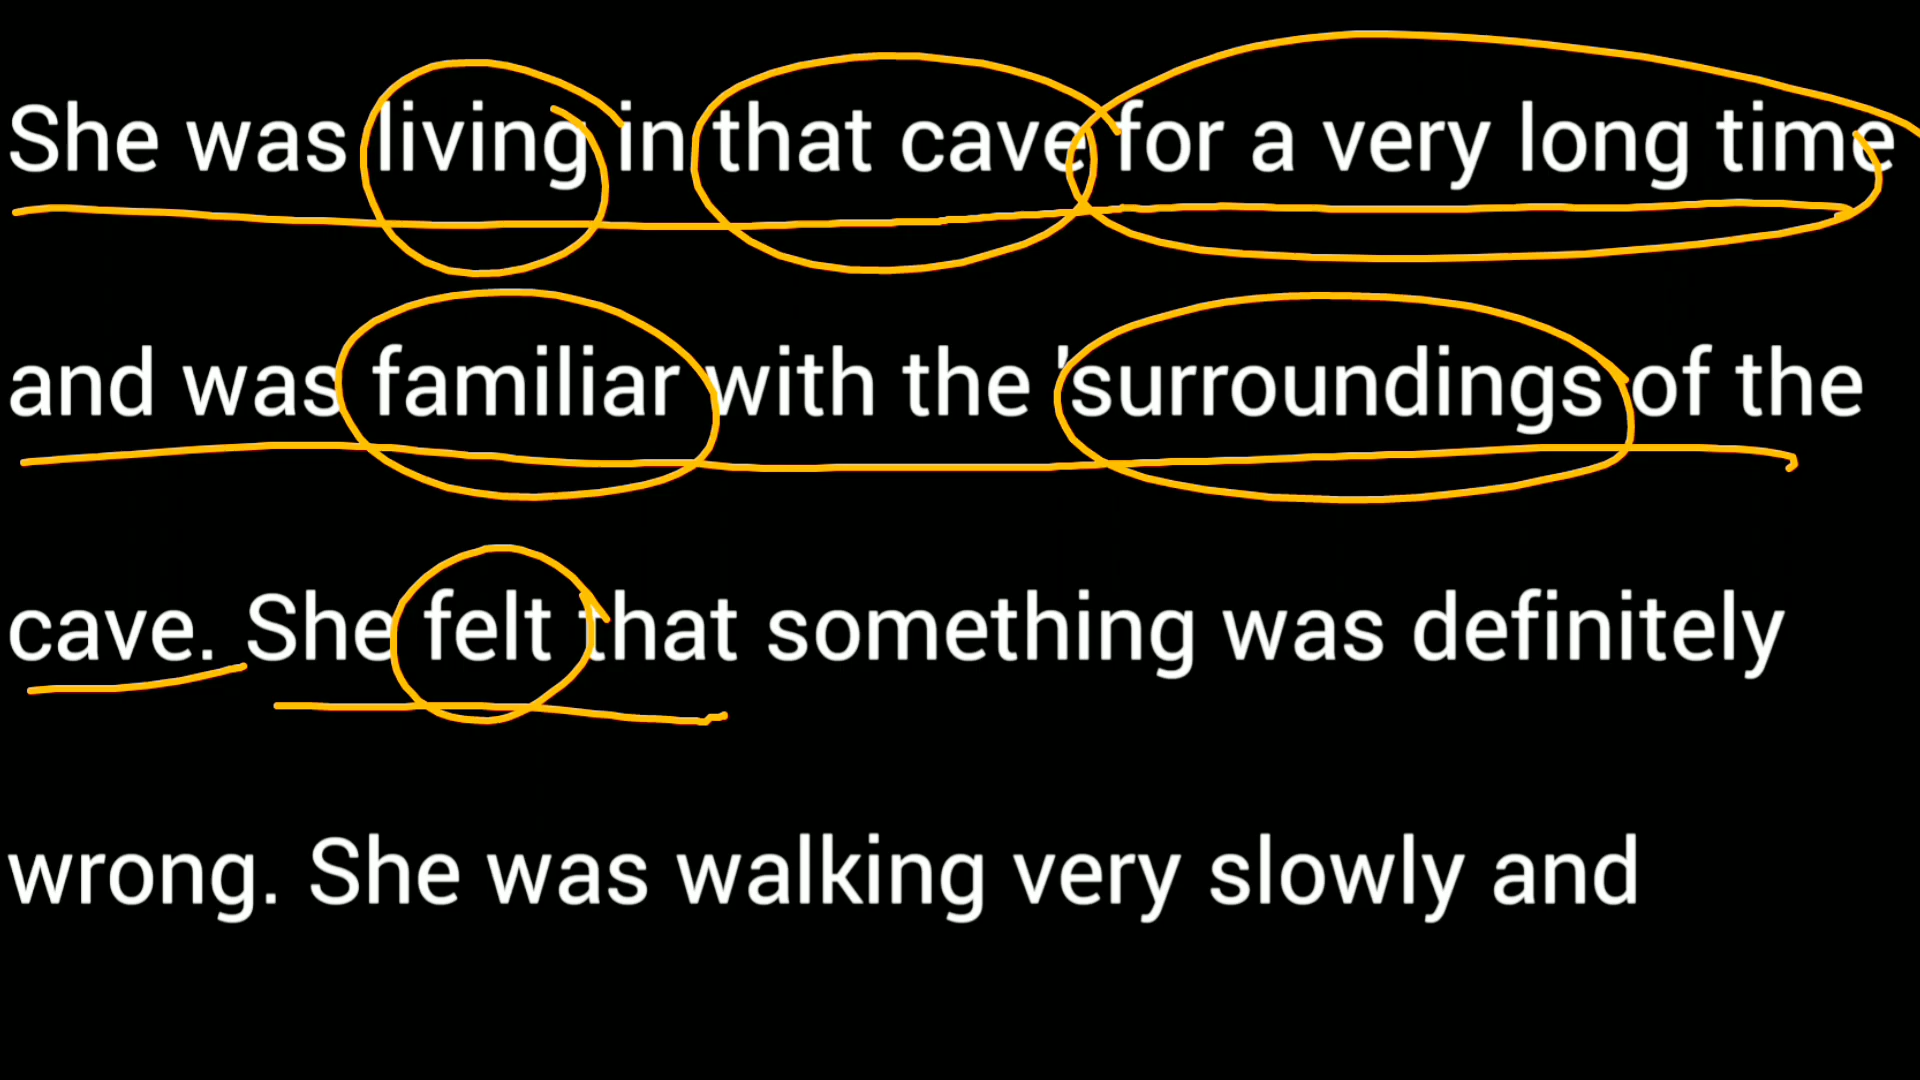 She was living in that cave for a very long time
and was familiar with the 'surroundings of the
cave. She felt that something was definitely
wrong. She was walking very slowly and